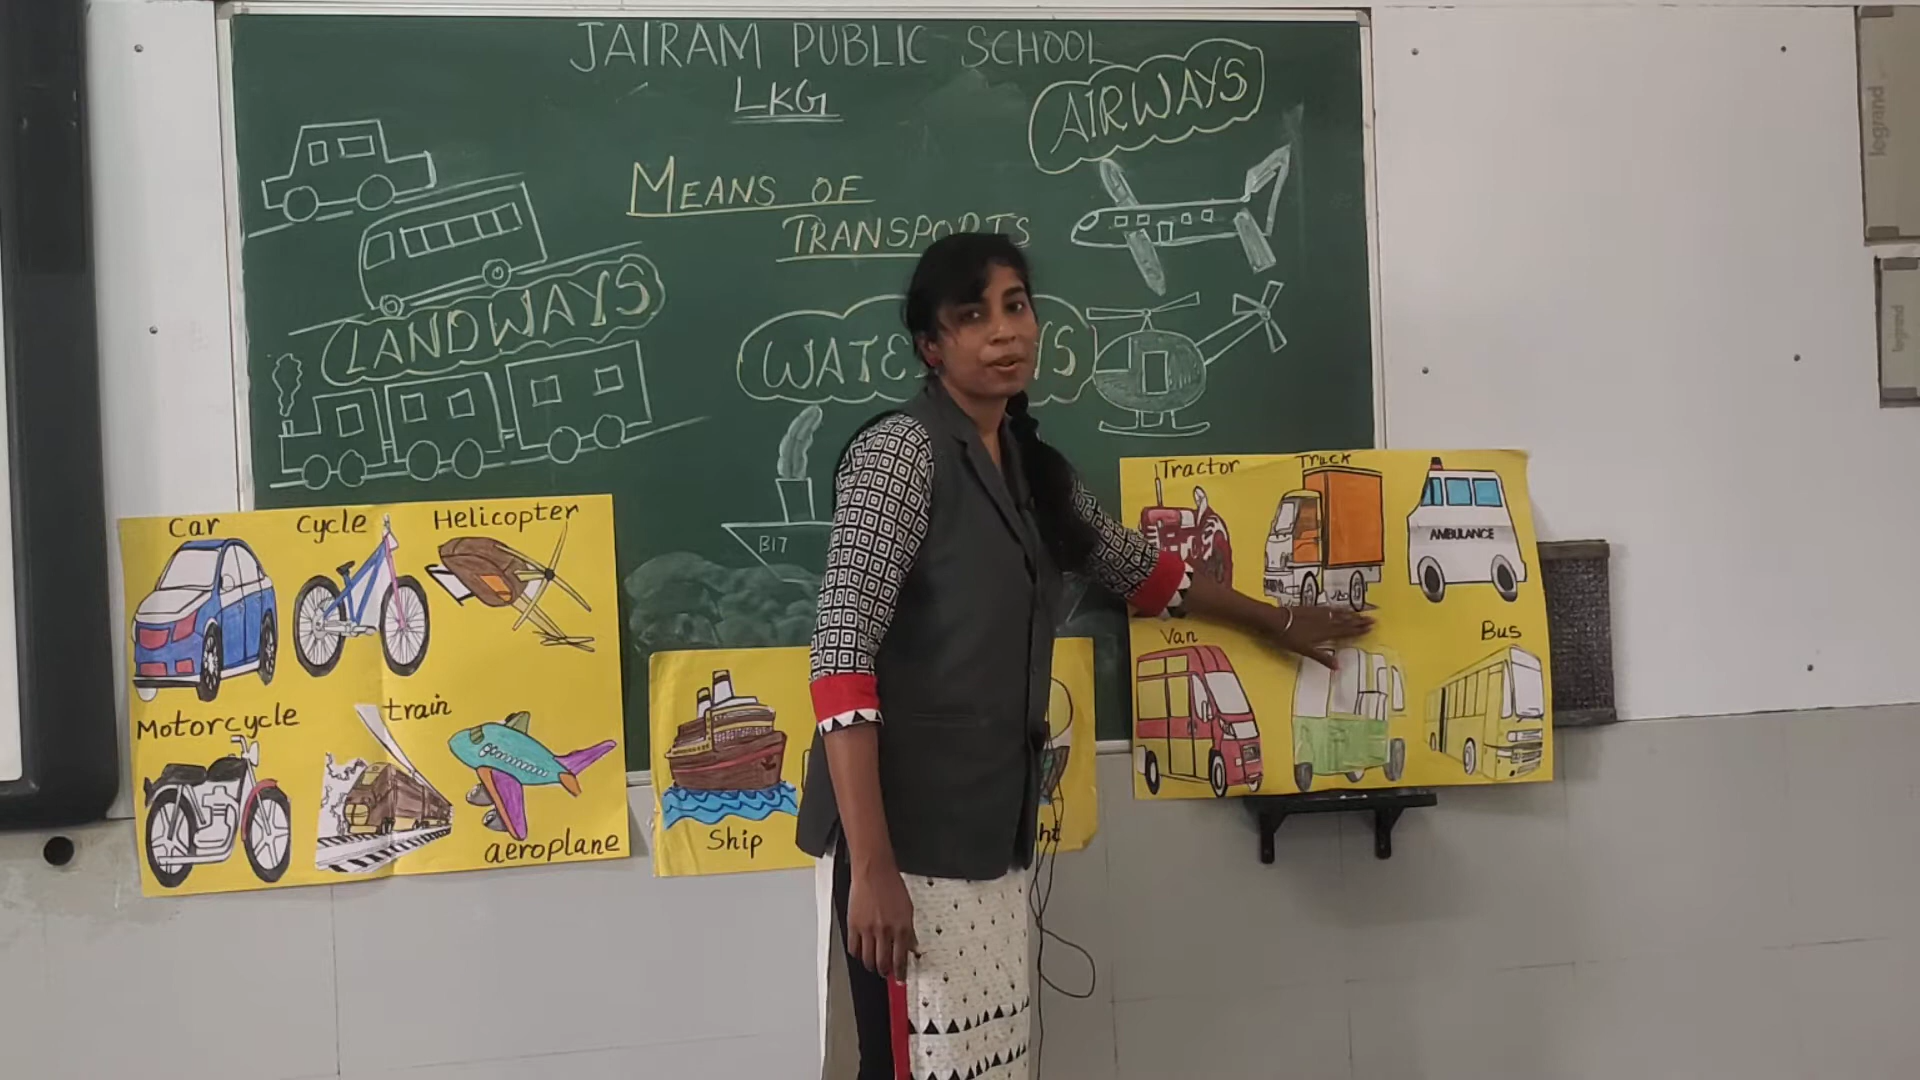 JAIRAM PUBLIC SCHOOL
LKG
AIRWAYS
MEANS OF
TRANSPORTS
LANDWAYS
B17
Car
Cycle
Helicopter
Motorcycle
train
aeroplane
Ship
Tractor
Truck
AMBULANCE
Van
Bus
legrand
legrand